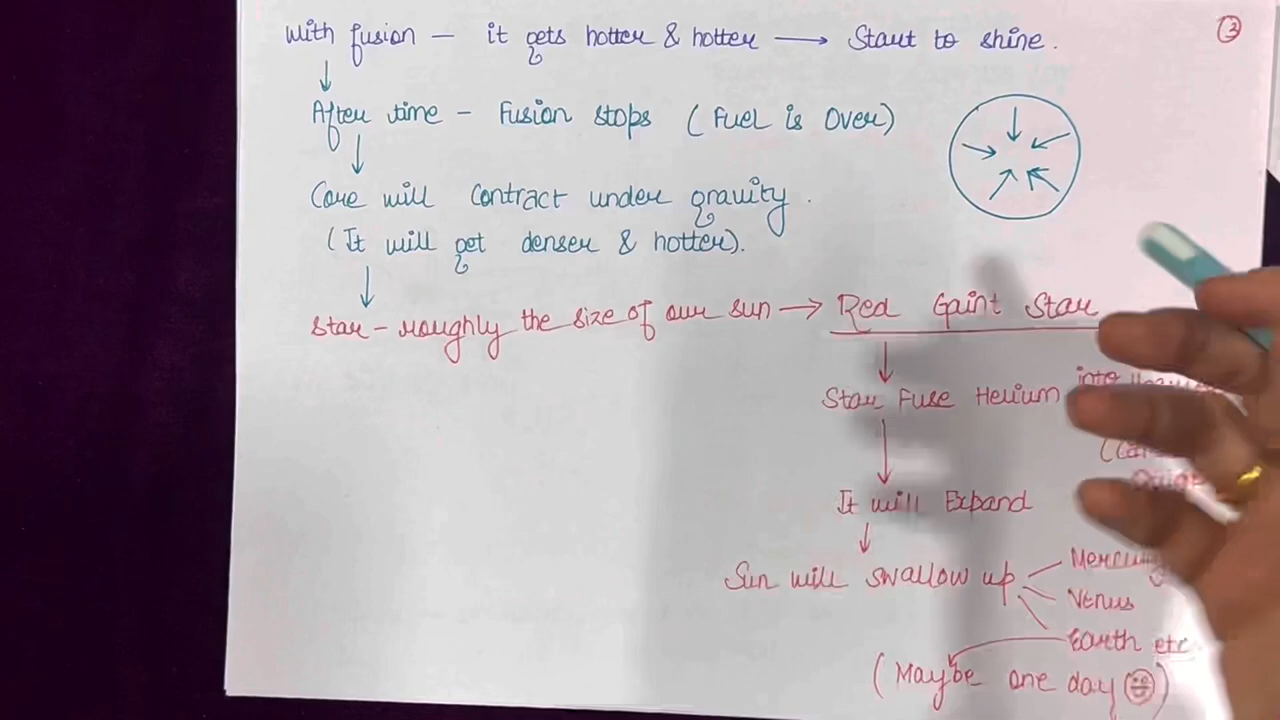 With fusion — it gets hotter & hotter → Start to shine.
③
↓
After time - Fusion stops (Fuel is Over)
↓
Core will contract under gravity.
(It will get denser & hotter).
↓
Star - roughly the size of our sun → Red Gaint Star
↓
Star Fuse Helium into
↓
It will Expand
↓
Sun will swallow up
Mercury
Venus
Earth etc
(Maybe one day 😄)